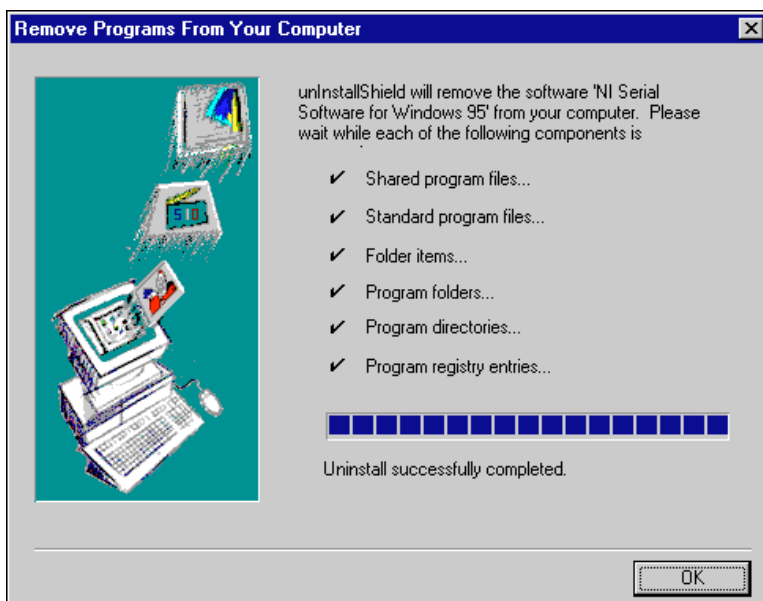 Remove Programs From Your Computer
unInstallShield will remove the software 'NI Serial
Software for Windows 95' from your computer.  Please
wait while each of the following components is
Shared program files...
Standard program files...
Folder items...
Program folders...
Program directories...
Program registry entries...
Uninstall successfully completed.
OK